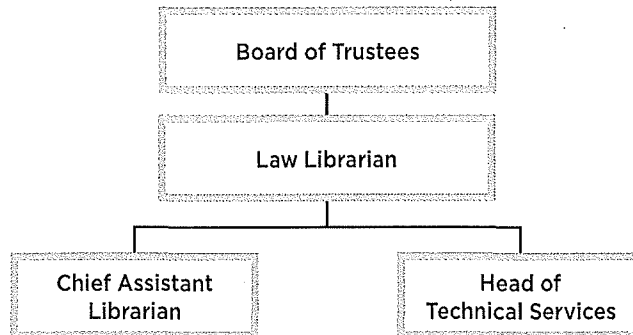 Board of Trustees
Law Librarian
Chief Assistant
Librarian
Head of
Technical Services